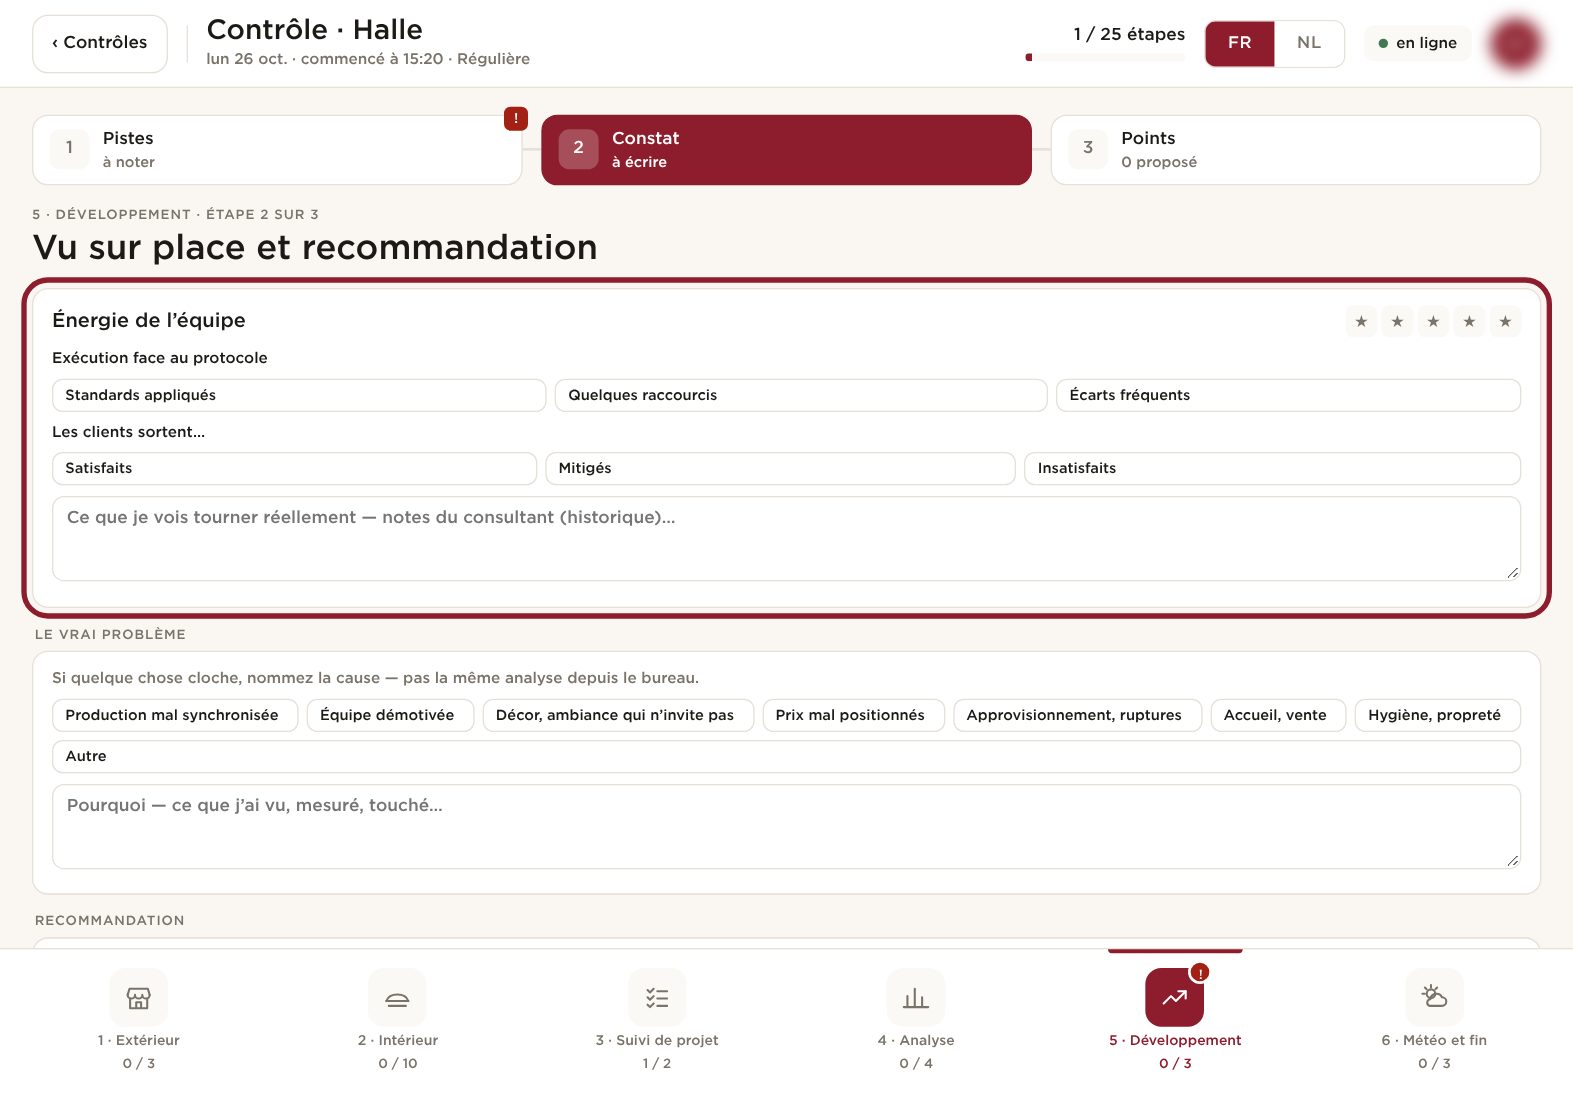 ‹ Contrôles
Contrôle · Halle
lun 26 oct. · commencé à 15:20 · Régulière
1 / 25 étapes
FR
NL
en ligne
1
Pistes
à noter
!
2
Constat
à écrire
3
Points
0 proposé
5 · DÉVELOPPEMENT · ÉTAPE 2 SUR 3
Vu sur place et recommandation
Énergie de l’équipe
★ ★ ★ ★ ★
Exécution face au protocole
Standards appliqués
Quelques raccourcis
Écarts fréquents
Les clients sortent…
Satisfaits
Mitigés
Insatisfaits
Ce que je vois tourner réellement — notes du consultant (historique)…
LE VRAI PROBLÈME
Si quelque chose cloche, nommez la cause — pas la même analyse depuis le bureau.
Production mal synchronisée
Équipe démotivée
Décor, ambiance qui n’invite pas
Prix mal positionnés
Approvisionnement, ruptures
Accueil, vente
Hygiène, propreté
Autre
Pourquoi — ce que j’ai vu, mesuré, touché…
RECOMMANDATION
1 · Extérieur
0 / 3
2 · Intérieur
0 / 10
3 · Suivi de projet
1 / 2
4 · Analyse
0 / 4
!
5 · Développement
0 / 3
6 · Météo et fin
0 / 3